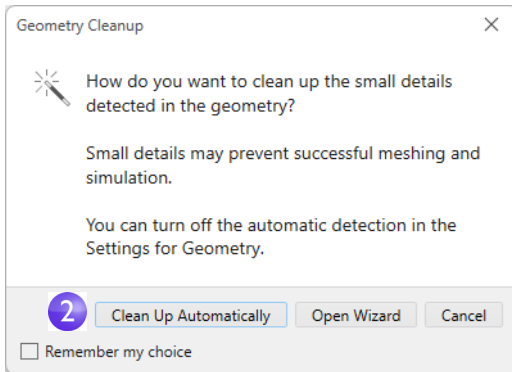 Geometry Cleanup
How do you want to clean up the small details
detected in the geometry?
Small details may prevent successful meshing and
simulation.
You can turn off the automatic detection in the
Settings for Geometry.
2 Clean Up Automatically Open Wizard Cancel
Remember my choice